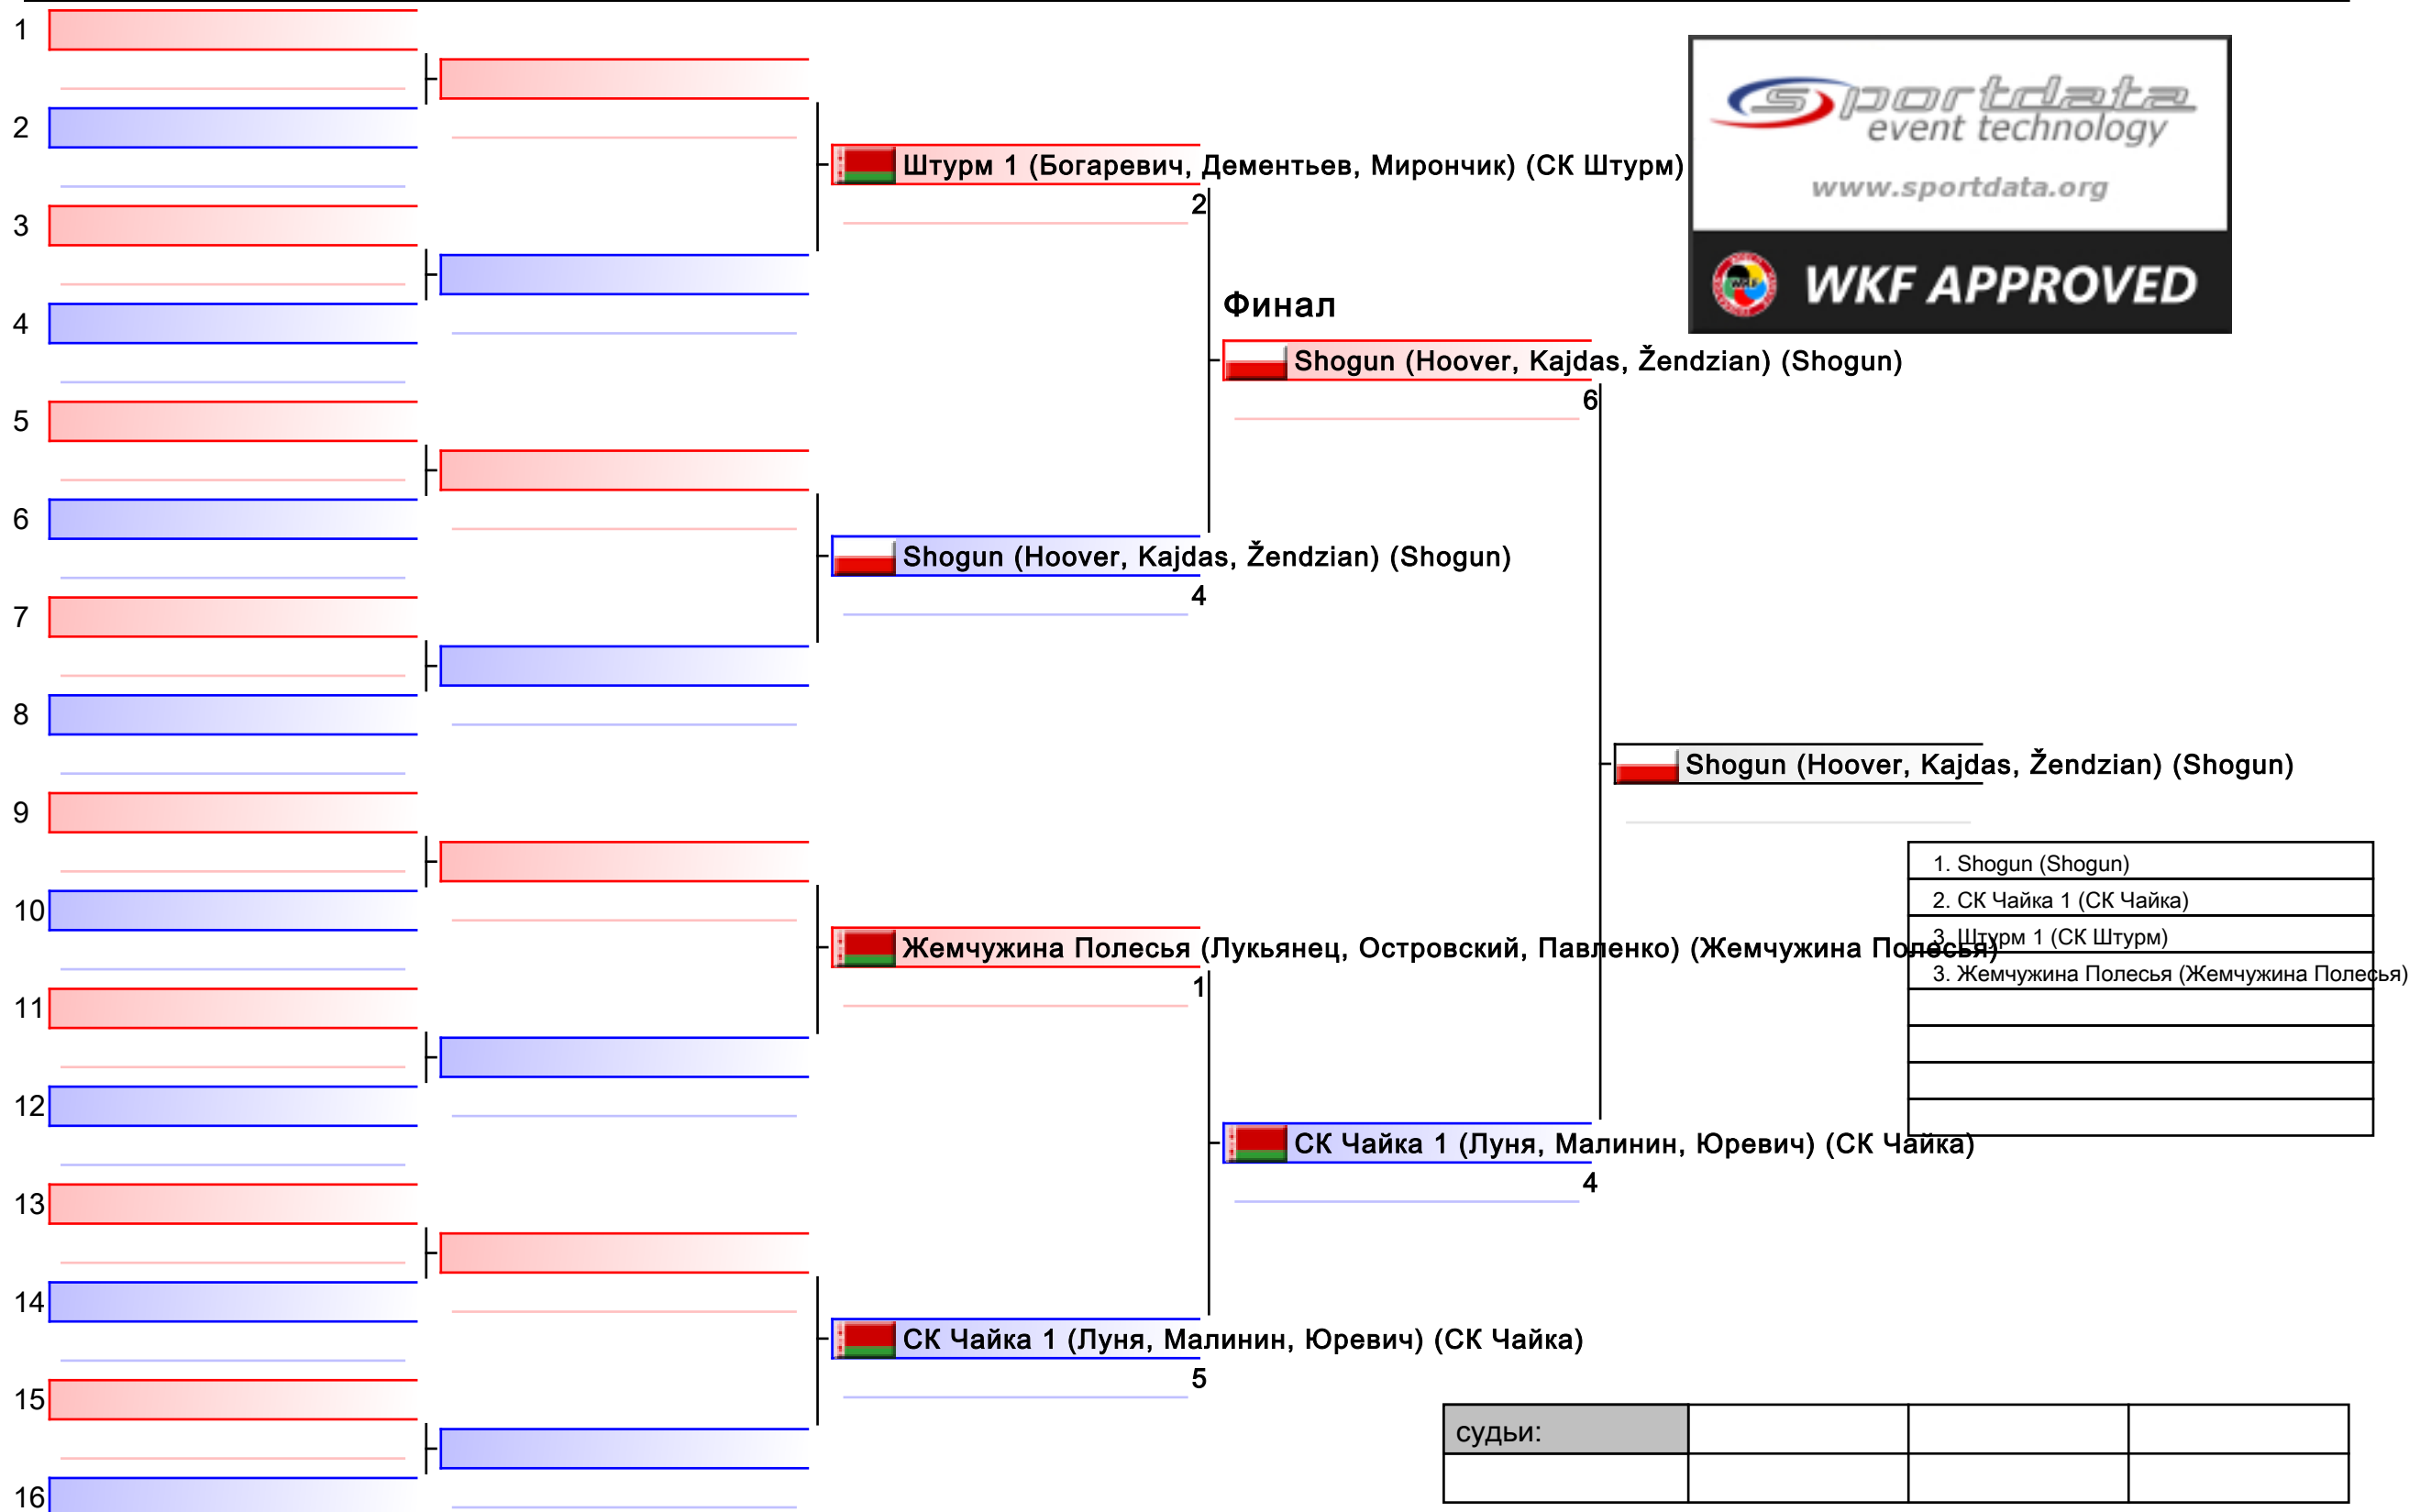 1
2
3
4
5
6
7
8
9
10
11
12
13
14
15
16
Штурм 1 (Богаревич, Дементьев, Мирончик) (СК Штурм)
2
Shogun (Hoover, Kajdas, Žendzian) (Shogun)
4
Жемчужина Полесья (Лукьянец, Островский, Павленко) (Жемчужина Полесья)
1
СК Чайка 1 (Луня, Малинин, Юревич) (СК Чайка)
5
Финал
Shogun (Hoover, Kajdas, Žendzian) (Shogun)
6
СК Чайка 1 (Луня, Малинин, Юревич) (СК Чайка)
4
Shogun (Hoover, Kajdas, Žendzian) (Shogun)
sportdata
event technology
www.sportdata.org
WKF APPROVED
1. Shogun (Shogun)
2. СК Чайка 1 (СК Чайка)
3. Штурм 1 (СК Штурм)
3. Жемчужина Полесья (Жемчужина Полесья)
судьи: